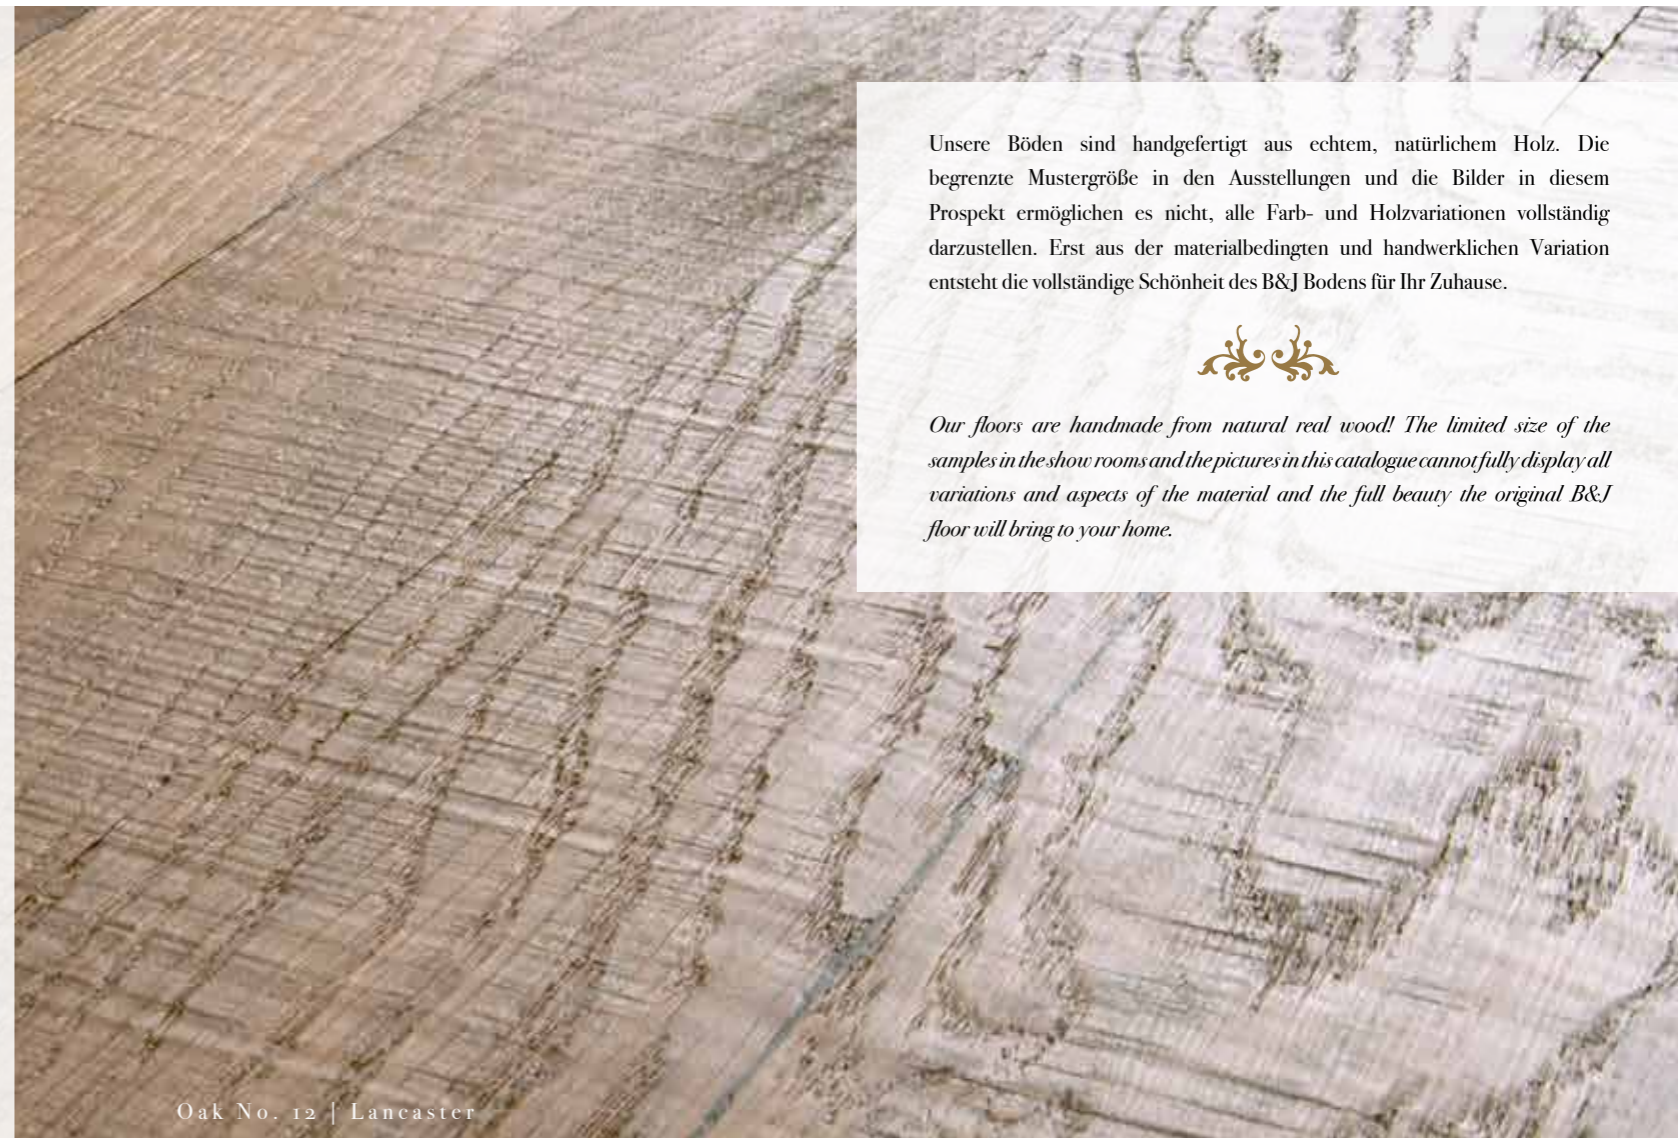 Unsere Böden sind handgefertigt aus echtem, natürlichem Holz. Die
begrenzte Mustergröße in den Ausstellungen und die Bilder in diesem
Prospekt ermöglichen es nicht, alle Farb- und Holzvariationen vollständig
darzustellen. Erst aus der materialbedingten und handwerklichen Variation
entsteht die vollständige Schönheit des B&J Bodens für Ihr Zuhause.
Our floors are handmade from natural real wood! The limited size of the
samples in the show rooms and the pictures in this catalogue cannot fully display all
variations and aspects of the material and the full beauty the original B&J
floor will bring to your home.
Oak No. 12 | Lancaster